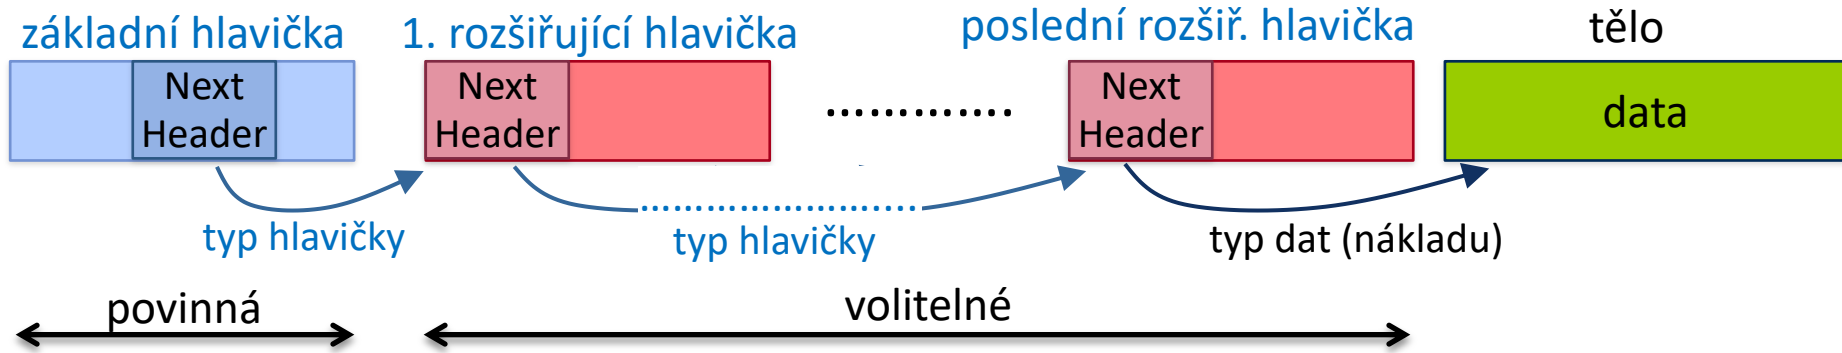 základní hlavička
1. rozšiřující hlavička
poslední rozšiř. hlavička
tělo
Next
Header
Next
Header
............
Next
Header
data
typ hlavičky
typ hlavičky
typ dat (nákladu)
povinná
volitelné